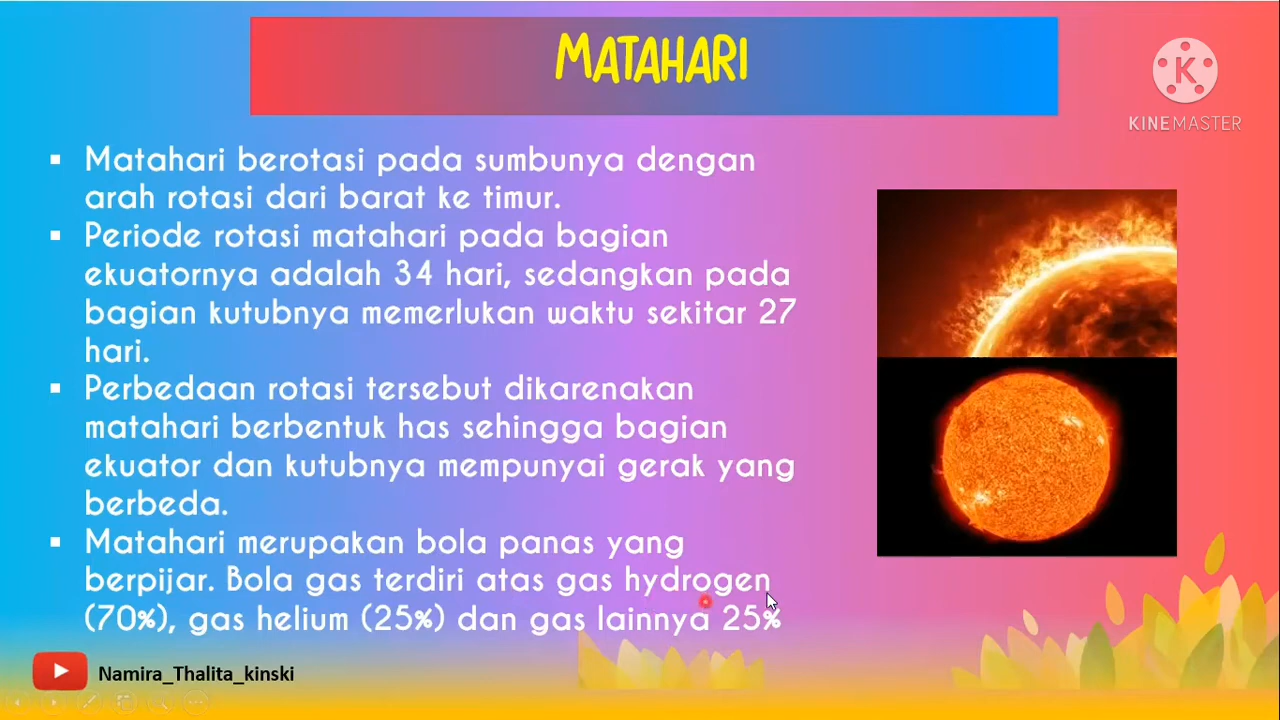 MATAHARI
K
KINEMASTER
▪ Matahari berotasi pada sumbunya dengan
arah rotasi dari barat ke timur.
▪ Periode rotasi matahari pada bagian
ekuatornya adalah 34 hari, sedangkan pada
bagian kutubnya memerlukan waktu sekitar 27
hari.
▪ Perbedaan rotasi tersebut dikarenakan
matahari berbentuk has sehingga bagian
ekuator dan kutubnya mempunyai gerak yang
berbeda.
▪ Matahari merupakan bola panas yang
berpijar. Bola gas terdiri atas gas hydrogen
(70%), gas helium (25%) dan gas lainnya 25%
Namira_Thalita_kinski